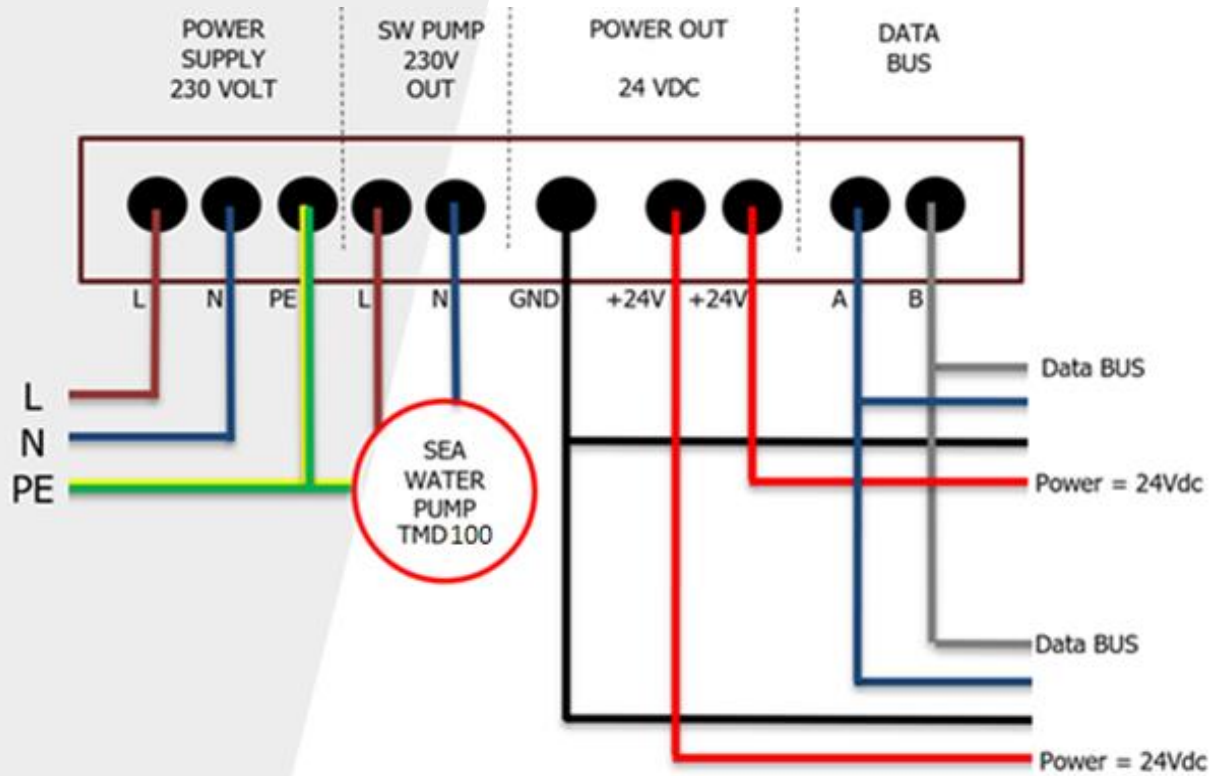 POWER
SUPPLY
230 VOLT
SW PUMP
230V
OUT
POWER OUT
24 VDC
DATA
BUS
L
N
PE
L
N
GND
+24V
+24V
A
B
L
N
PE
SEA
WATER
PUMP
TMD100
Data BUS
Power = 24Vdc
Data BUS
Power = 24Vdc